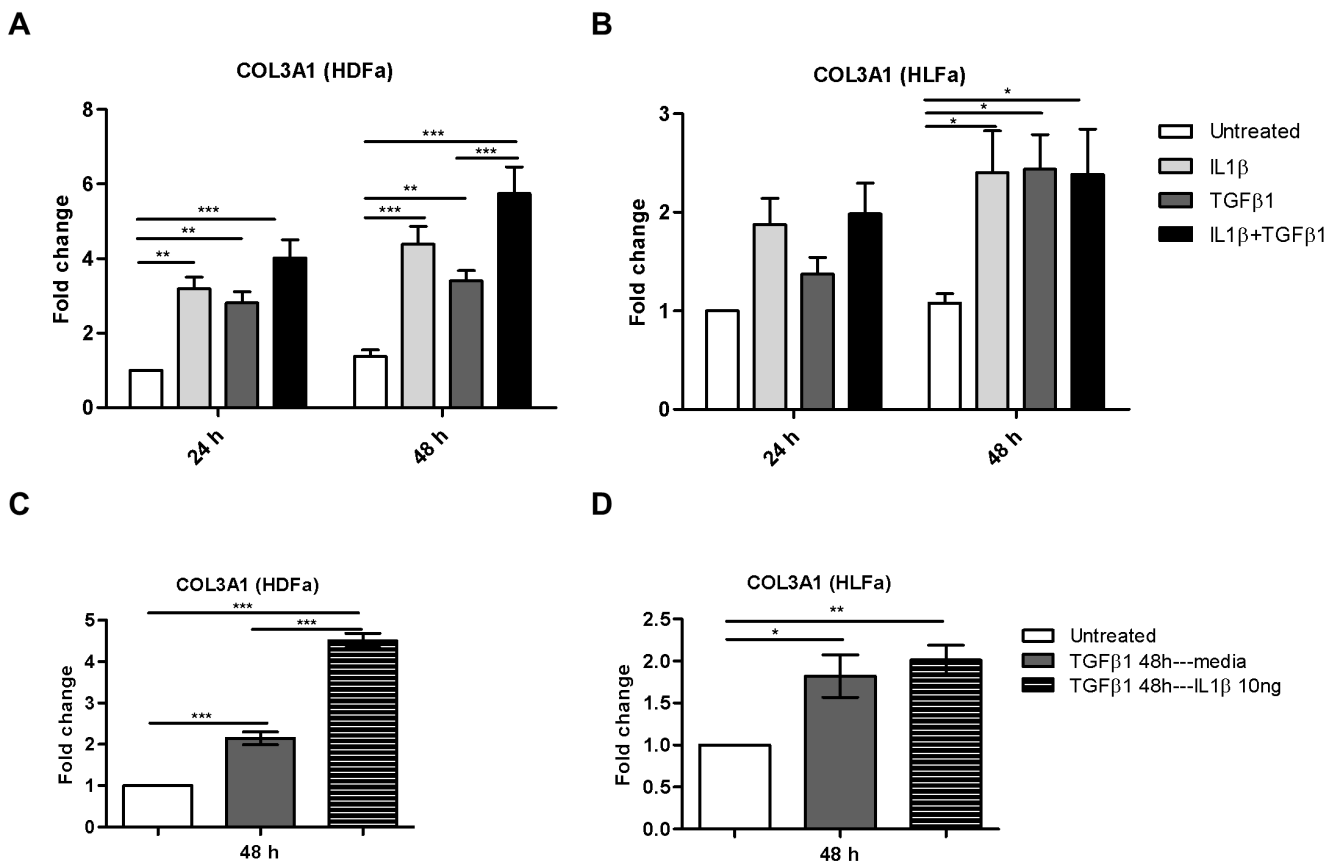 A
COL3A1 (HDFa)
Fold change
8
6
4
2
0
**
**
***
***
**
***
***
24 h
48 h
B
COL3A1 (HLFa)
Fold change
3
2
1
0
*
*
*
24 h
48 h
Untreated
IL1β
TGFβ1
IL1β+TGFβ1
C
COL3A1 (HDFa)
Fold change
5
4
3
2
1
0
***
***
***
48 h
D
COL3A1 (HLFa)
Fold change
2.5
2.0
1.5
1.0
0.5
0.0
**
*
48 h
Untreated
TGFβ1 48h---media
TGFβ1 48h---IL1β 10ng